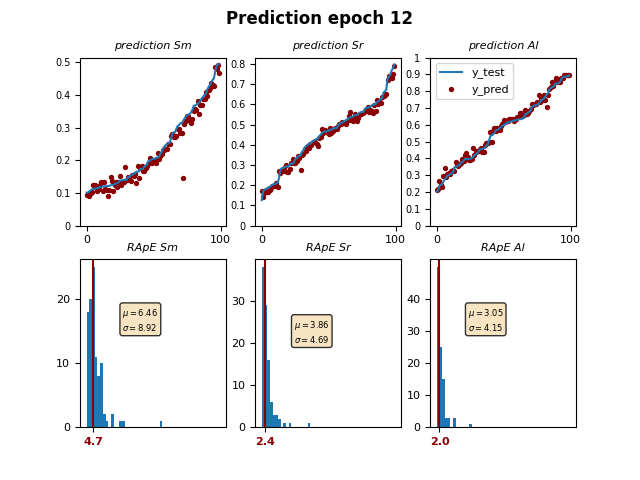 Prediction epoch 12
prediction Sm
prediction Sr
prediction Al
0.5
0.4
0.3
0.2
0.1
0
0 100
0.8
0.7
0.6
0.5
0.4
0.3
0.2
0.1
0
0 100
1
0.9
0.8
0.7
0.6
0.5
0.4
0.3
0.2
0.1
0
0 100
y_test
y_pred
RApE Sm
RApE Sr
RApE Al
20
10
0
μ = 6.46
σ = 8.92
4.7
30
20
10
0
μ = 3.86
σ = 4.69
2.4
40
30
20
10
0
μ = 3.05
σ = 4.15
2.0